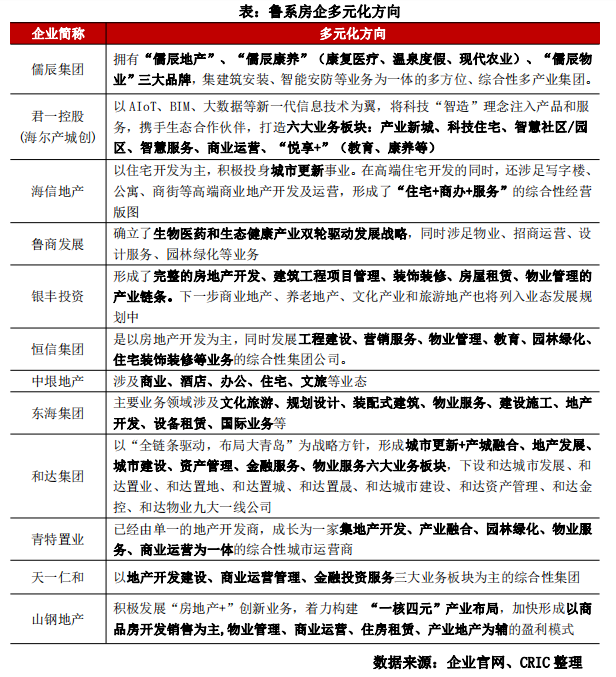 表：鲁系房企多元化方向
企业简称 多元化方向
儒辰集团
拥有“儒辰地产”、“儒辰康养”（康复医疗、温泉度假、现代农业）、“儒辰物
业”三大品牌，集建筑安装、智能安防等业务为一体的多方位、综合性多产业集团。
君一控股
(海尔产城创)
以 AIoT、BIM、大数据等新一代信息技术为翼，将科技“智造”理念注入产品和服
务，携手生态合作伙伴，打造六大业务板块：产业新城、科技住宅、智慧社区/园
区、智慧服务、商业运营、“悦享+”（教育、康养等）
海信地产
以住宅开发为主，积极投身城市更新事业。在高端住宅开发的同时，还涉足写字楼、
公寓、商街等高端商业地产开发及运营，形成了“住宅+商办+服务”的综合性经营
版图
鲁商发展
确立了生物医药和生态健康产业双轮驱动发展战略，同时涉足物业、招商运营、设
计服务、园林绿化等业务
银丰投资
形成了完整的房地产开发、建筑工程项目管理、装饰装修、房屋租赁、物业管理的
产业链条。下一步商业地产、养老地产、文化产业和旅游地产也将列入业态发展规
划中
恒信集团
是以房地产开发为主，同时发展工程建设、营销服务、物业管理、教育、园林绿化、
住宅装饰装修等业务的综合性集团公司。
中垠地产
涉及商业、酒店、办公、住宅、文旅等业态
东海集团
主要业务领域涉及文化旅游、规划设计、装配式建筑、物业服务、建设施工、地产
开发、设备租赁、国际业务等
和达集团
以“全链条驱动，布局大青岛”为战略方针，形成城市更新+产城融合、地产发展、
城市建设、资产管理、金融服务、物业服务六大业务板块，下设和达城市发展、和
达置业、和达置地、和达置城、和达置晟、和达城市建设、和达资产管理、和达金
控、和达物业九大一线公司
青特置业
已经由单一的地产开发商，成长为一家集地产开发、产业融合、园林绿化、物业服
务、商业运营为一体的综合性城市运营商
天一仁和
以地产开发建设、商业运营管理、金融投资服务三大业务板块为主的综合性集团
山钢地产
积极发展“房地产+”创新业务，着力构建 “一核四元”产业布局，加快形成以商
品房开发销售为主,物业管理、商业运营、住房租赁、产业地产为辅的盈利模式
数据来源：企业官网、CRIC 整理